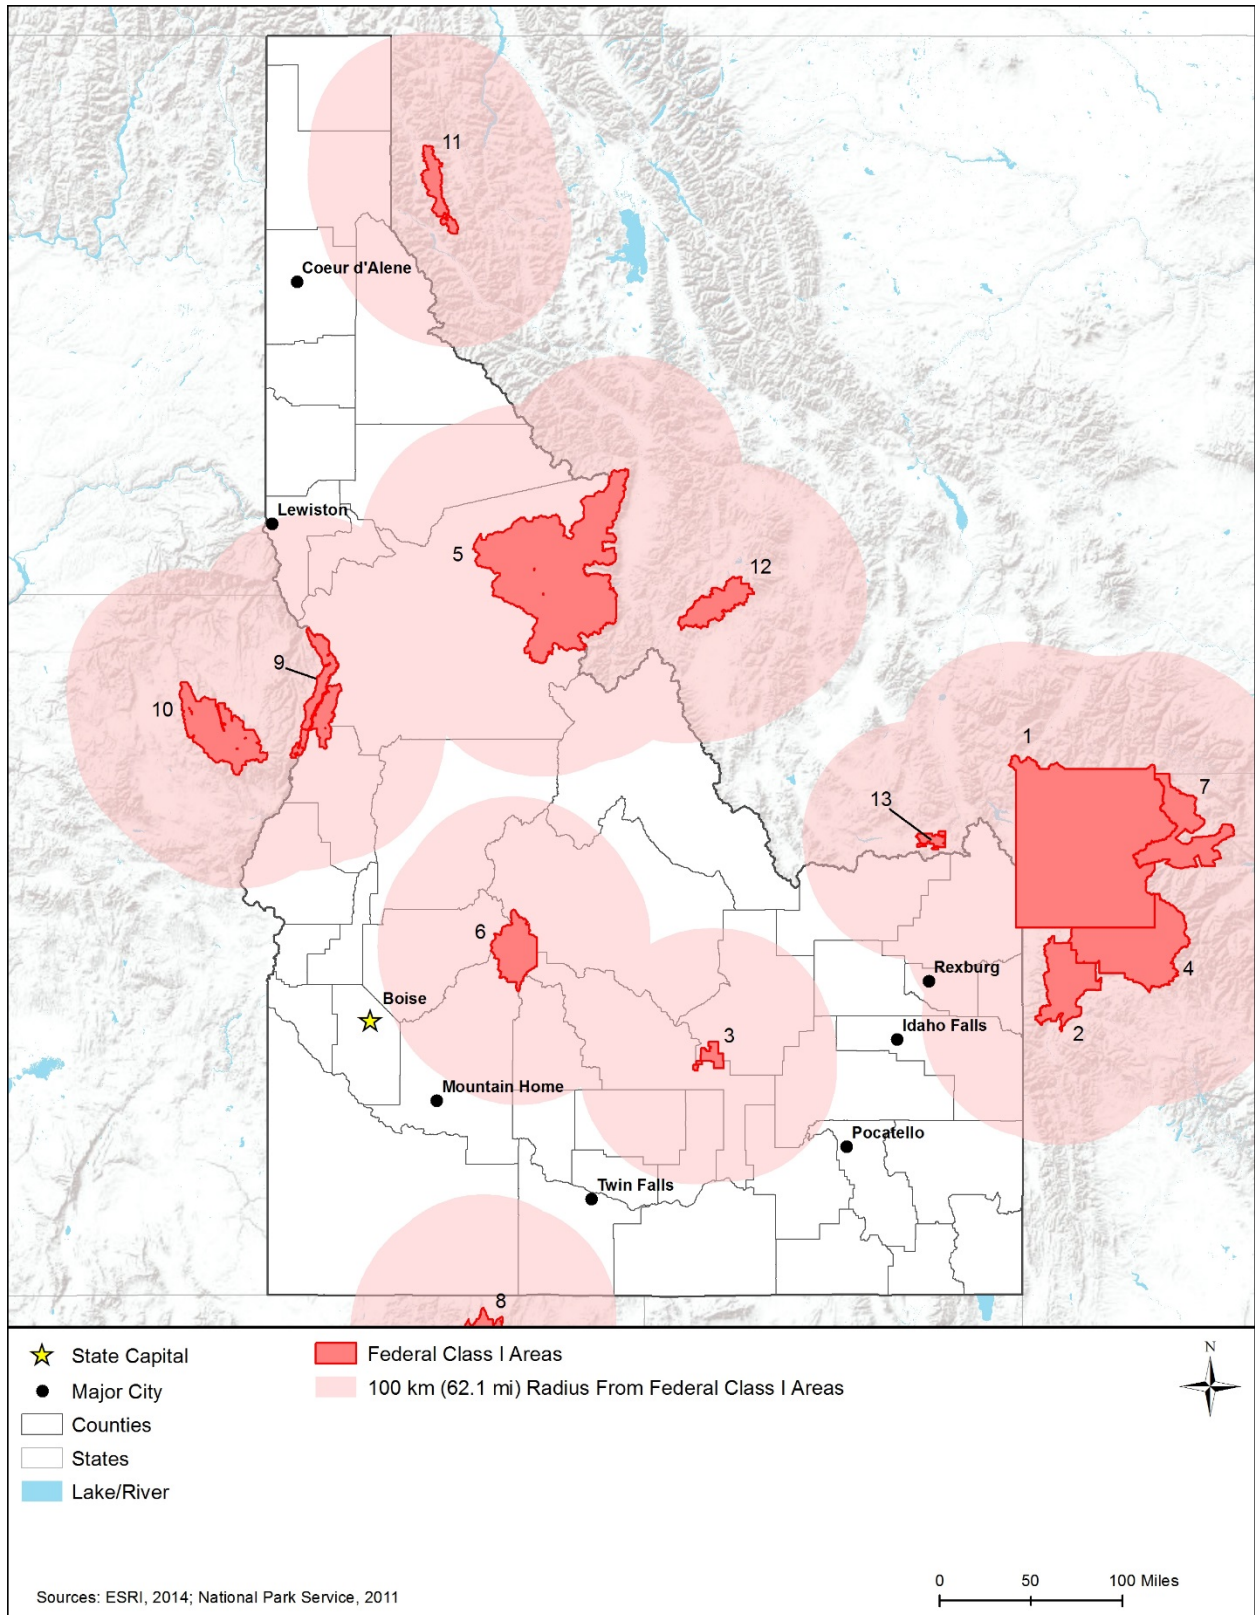 11
Coeur d'Alene
Lewiston
5
12
9
10
1
13
7
6
4
Rexburg
Boise
Idaho Falls
2
3
Mountain Home
Pocatello
Twin Falls
8
State Capital
Federal Class I Areas
Major City
100 km (62.1 mi) Radius From Federal Class I Areas
Counties
States
Lake/River
N
Sources: ESRI, 2014; National Park Service, 2011
0 50 100 Miles